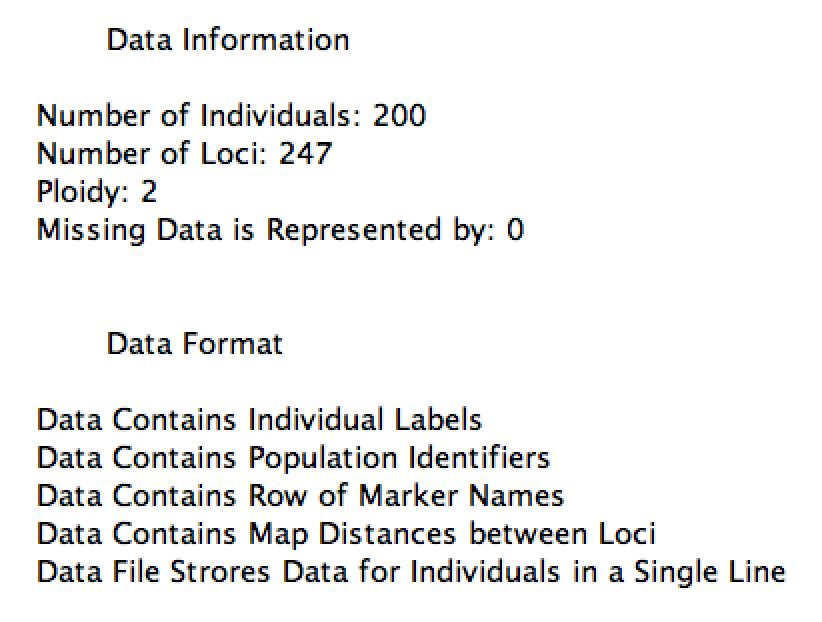 Data Information
Number of Individuals: 200
Number of Loci: 247
Ploidy: 2
Missing Data is Represented by: 0
Data Format
Data Contains Individual Labels
Data Contains Population Identifiers
Data Contains Row of Marker Names
Data Contains Map Distances between Loci
Data File Strores Data for Individuals in a Single Line